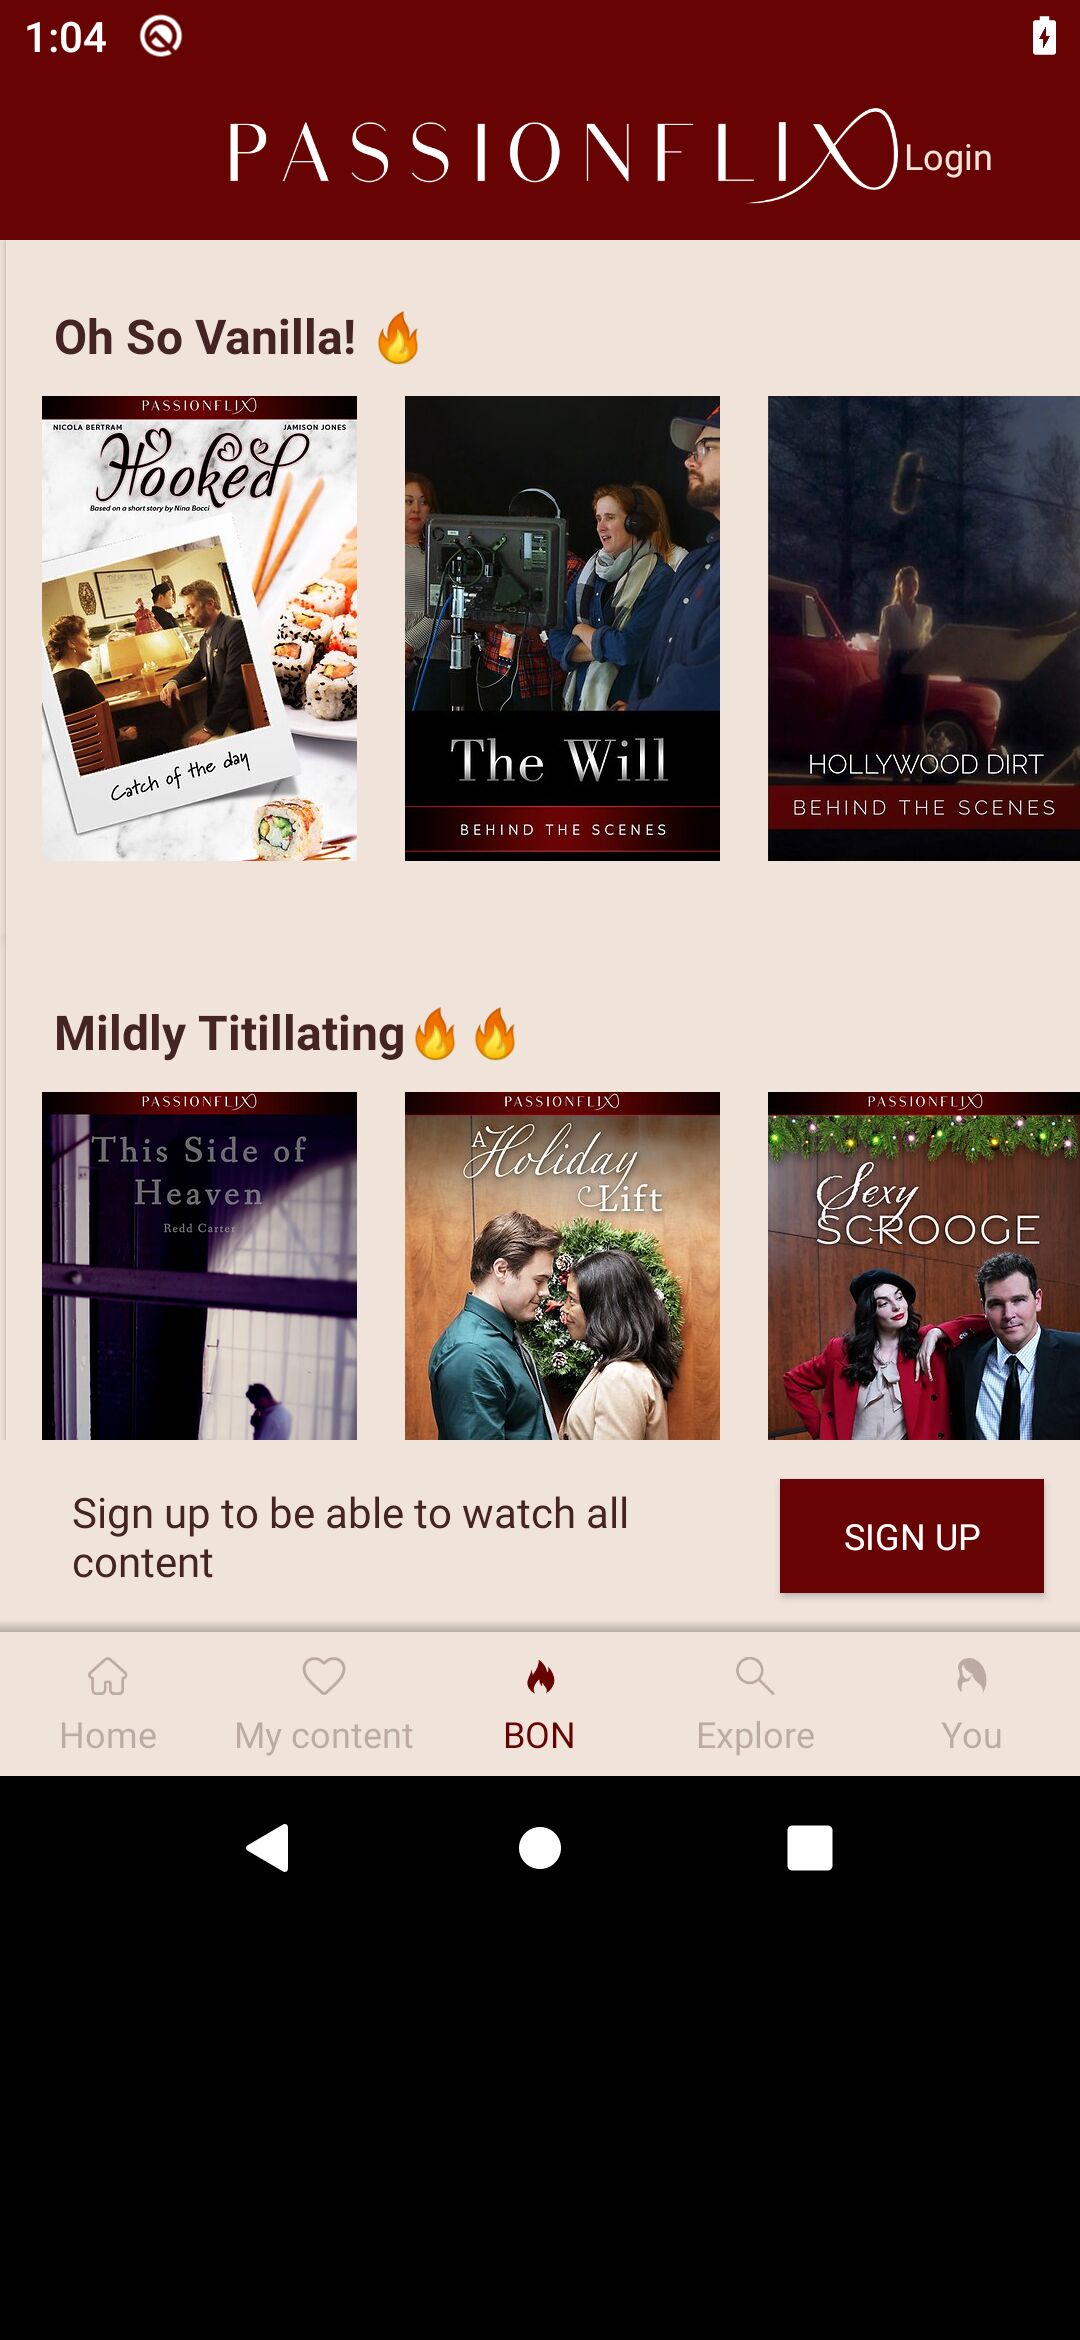 1:04
PASSIONFLIX
Login
Oh So Vanilla! 🔥
PASSIONFLIX
NICOLA BERTRAM
JAMISON JONES
Hooked
Based on a short story by Nina Bocci
Catch of the day
The Will
BEHIND THE SCENES
HOLLYWOOD DIRT
BEHIND THE SCENES
Mildly Titillating🔥🔥
PASSIONFLIX
This Side of
Heaven
Redd Carter
PASSIONFLIX
A Holiday
Lift
PASSIONFLIX
Sexy
SCROOGE
Sign up to be able to watch all
content
SIGN UP
Home
My content
BON
Explore
You